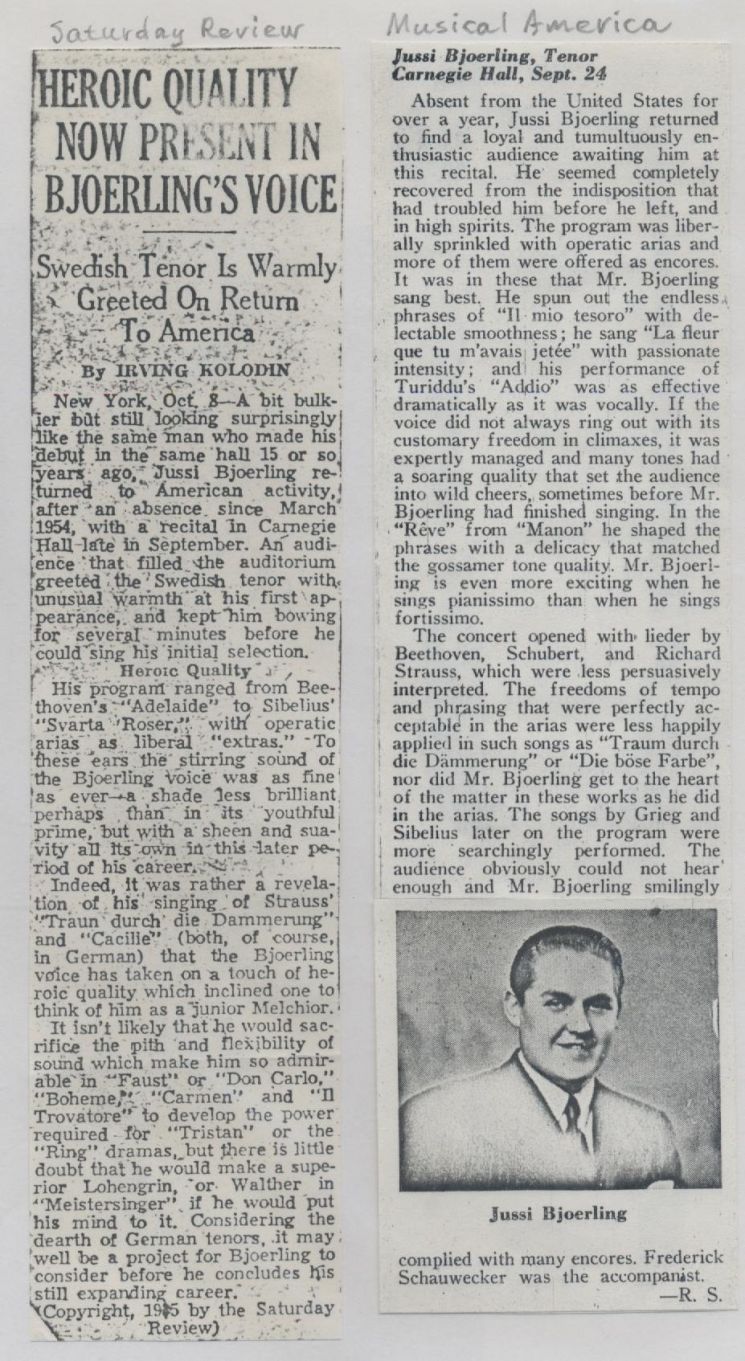 Saturday Review
HEROIC QUALITY
NOW PRESENT IN
BJOERLING'S VOICE
Swedish Tenor Is Warmly
Greeted On Return
To America
By IRVING KOLODIN
New York, Oct. 8—A bit bulk-
ier but still looking surprisingly
like the same man who made his
debut in the same hall 15 or so
years ago, Jussi Bjoerling re-
turned to American activity,
after an absence since March
1954, with a recital in Carnegie
Hall late in September. An audi-
ence that filled the auditorium
greeted the Swedish tenor with
unusual warmth at his first ap-
pearance, and kept him bowing
for several minutes before he
could sing his initial selection.
Heroic Quality
His program ranged from Bee-
thoven's "Adelaide" to Sibelius'
"Svarta Roser," with operatic
arias as liberal "extras." To
these ears the stirring sound of
the Bjoerling voice was as fine
as ever—a shade less brilliant
perhaps than in its youthful
prime, but with a sheen and sua-
vity all its own in this later pe-
riod of his career.
Indeed, it was rather a revela-
tion of his singing of Strauss'
"Traun durch die Dammerung"
and "Cacilie" (both, of course,
in German) that the Bjoerling
voice has taken on a touch of he-
roic quality which inclined one to
think of him as a junior Melchior.
It isn't likely that he would sac-
rifice the pith and flexibility of
sound which make him so admir-
able in "Faust" or "Don Carlo,"
"Boheme," "Carmen" and "Il
Trovatore" to develop the power
required for "Tristan" or the
"Ring" dramas, but there is little
doubt that he would make a supe-
rior Lohengrin, or Walther in
"Meistersinger" if he would put
his mind to it. Considering the
dearth of German tenors, it may
well be a project for Bjoerling to
consider before he concludes his
still expanding career.
(Copyright, by the Saturday
Review)
Musical America
Jussi Bjoerling, Tenor
Carnegie Hall, Sept. 24
Absent from the United States for
over a year, Jussi Bjoerling returned
to find a loyal and tumultuously en-
thusiastic audience awaiting him at
this recital. He seemed completely
recovered from the indisposition that
had troubled him before he left, and
in high spirits. The program was liber-
ally sprinkled with operatic arias and
more of them were offered as encores.
It was in these that Mr. Bjoerling
sang best. He spun out the endless
phrases of "Il mio tesoro" with de-
lectable smoothness; he sang "La fleur
que tu m'avais jetée" with passionate
intensity; and his performance of
Turiddu's "Addio" was as effective
dramatically as it was vocally. If the
voice did not always ring out with its
customary freedom in climaxes, it was
expertly managed and many tones had
a soaring quality that set the audience
into wild cheers, sometimes before Mr.
Bjoerling had finished singing. In the
"Rêve" from "Manon" he shaped the
phrases with a delicacy that matched
the gossamer tone quality. Mr. Bjoerl-
ing is even more exciting when he
sings pianissimo than when he sings
fortissimo.
The concert opened with lieder by
Beethoven, Schubert, and Richard
Strauss, which were less persuasively
interpreted. The freedoms of tempo
and phrasing that were perfectly ac-
ceptable in the arias were less happily
applied in such songs as "Traum durch
die Dämmerung" or "Die böse Farbe",
nor did Mr. Bjoerling get to the heart
of the matter in these works as he did
in the arias. The songs by Grieg and
Sibelius later on the program were
more searchingly performed. The
audience obviously could not hear
enough and Mr. Bjoerling smilingly
Jussi Bjoerling
complied with many encores. Frederick
Schauwecker was the accompanist.
—R. S.